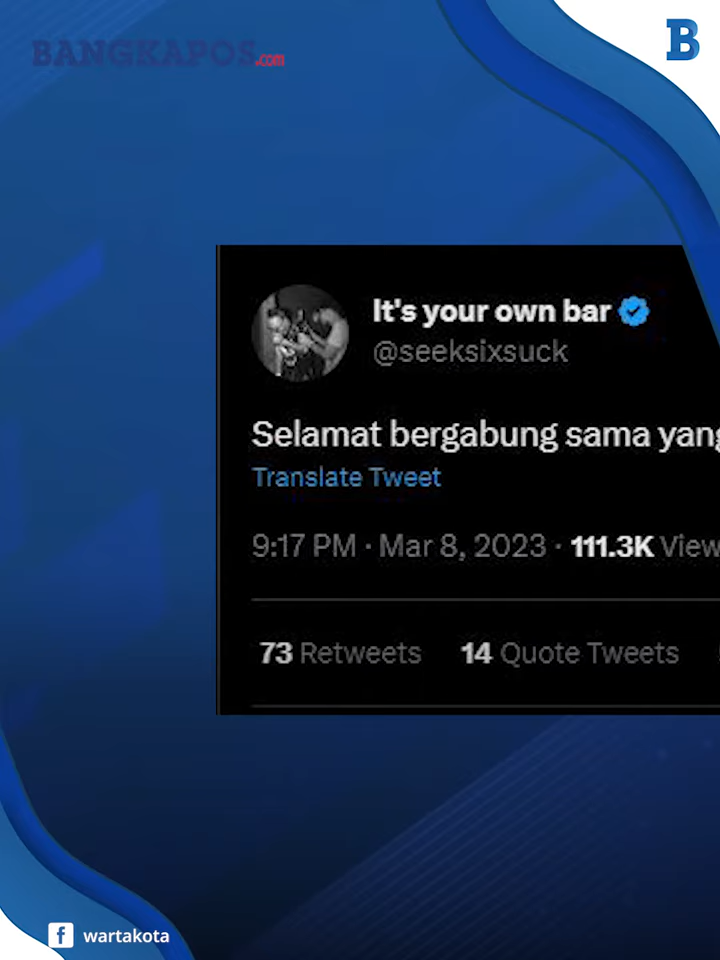 BANGKAPOS.com
B
It's your own bar
@seeksixsuck
Selamat bergabung sama yang
Translate Tweet
9:17 PM · Mar 8, 2023 · 111.3K View
73 Retweets 14 Quote Tweets
f wartakota